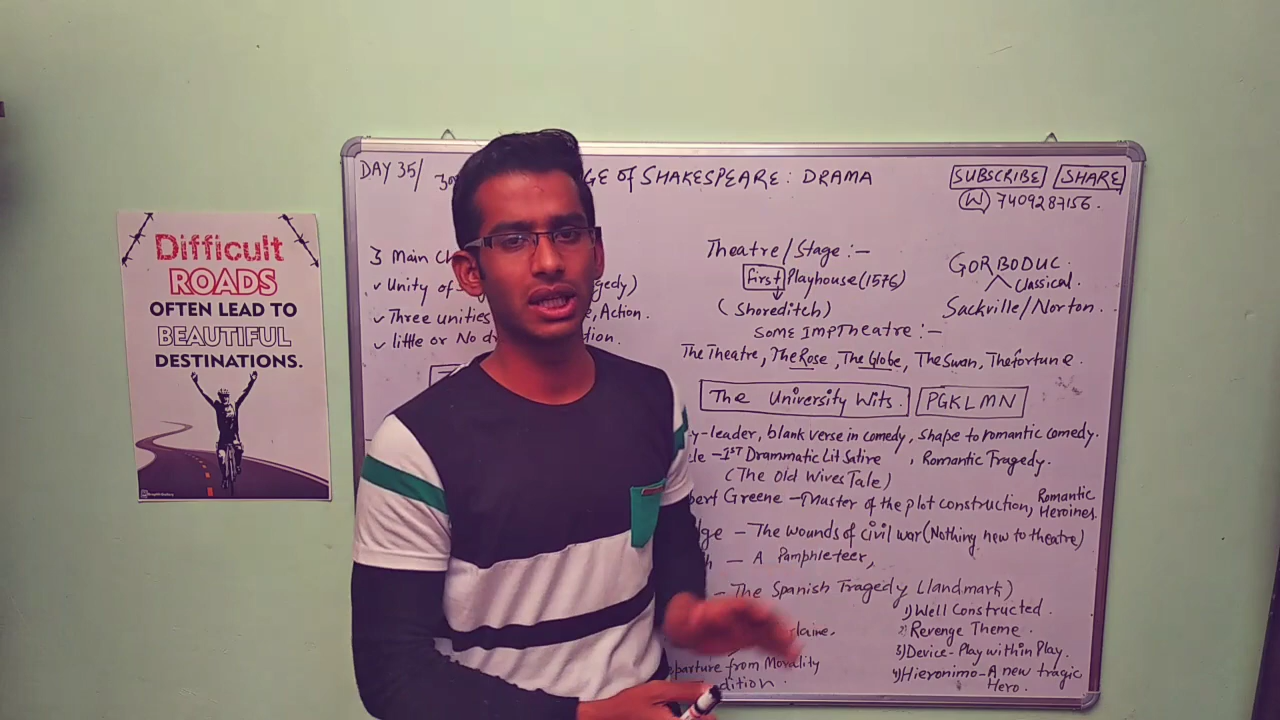 Difficult
ROADS
OFTEN LEAD TO
BEAUTIFUL
DESTINATIONS.
DAY 35/
GE OF SHAKESPEARE: DRAMA
SUBSCRIBE SHARE
W 7409287156.
3 Main Ch
✓ Unity of gedy)
✓ Three unities e, Action.
✓ little or No d tion.
Theatre/Stage :-
First Playhouse (1576)
(Shoreditch)
SOME IMP Theatre :-
The Theatre, The Rose, The Globe, The Swan, The fortune.
GORBODUC.
Classical.
Sackville/Norton.
The University Wits. PGKLMN
y-leader, blank verse in comedy, shape to romantic comedy.
le -1ST Drammatic Lit Satire , Romantic Tragedy.
(The Old Wives Tale)
bert Greene - Master of the plot construction, Romantic Heroines.
dge - The wounds of civil war (Nothing new to theatre)
h - A Pamphleteer,
- The Spanish Tragedy (landmark)
1) Well Constructed.
2) Revenge Theme.
3) Device- Play within Play.
4) Hieronimo- A new tragic
Hero.
laine.
parture from Morality
dition.